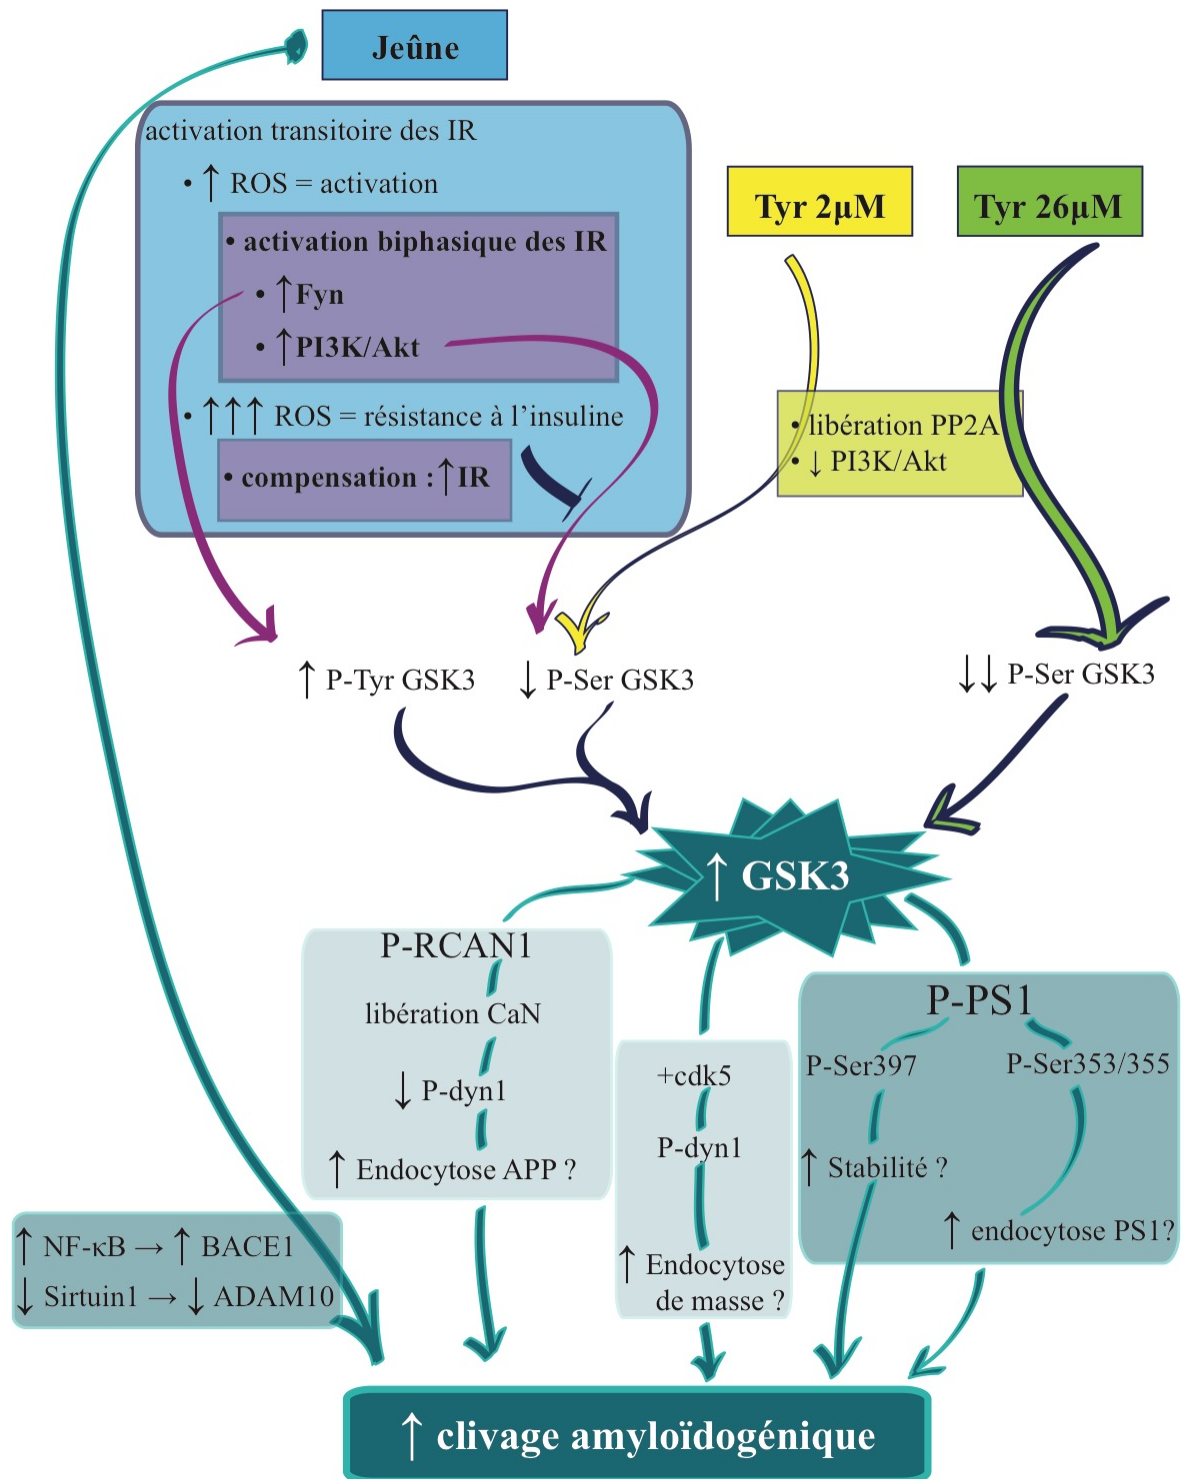 Jeûne
activation transitoire des IR
• ↑ ROS = activation
• activation biphasique des IR
• ↑Fyn
• ↑PI3K/Akt
• ↑↑↑ ROS = résistance à l’insuline
• compensation : ↑IR
Tyr 2µM
Tyr 26µM
• libération PP2A
• ↓ PI3K/Akt
↑ P-Tyr GSK3
↓ P-Ser GSK3
↓↓ P-Ser GSK3
↑ GSK3
P-RCAN1
libération CaN
↓ P-dyn1
↑ Endocytose APP ?
+cdk5
P-dyn1
↑ Endocytose
de masse ?
P-PS1
P-Ser397
P-Ser353/355
↑ Stabilité ?
↑ endocytose PS1?
↑ NF-κB → ↑ BACE1
↓ Sirtuin1 → ↓ ADAM10
↑ clivage amyloïdogénique